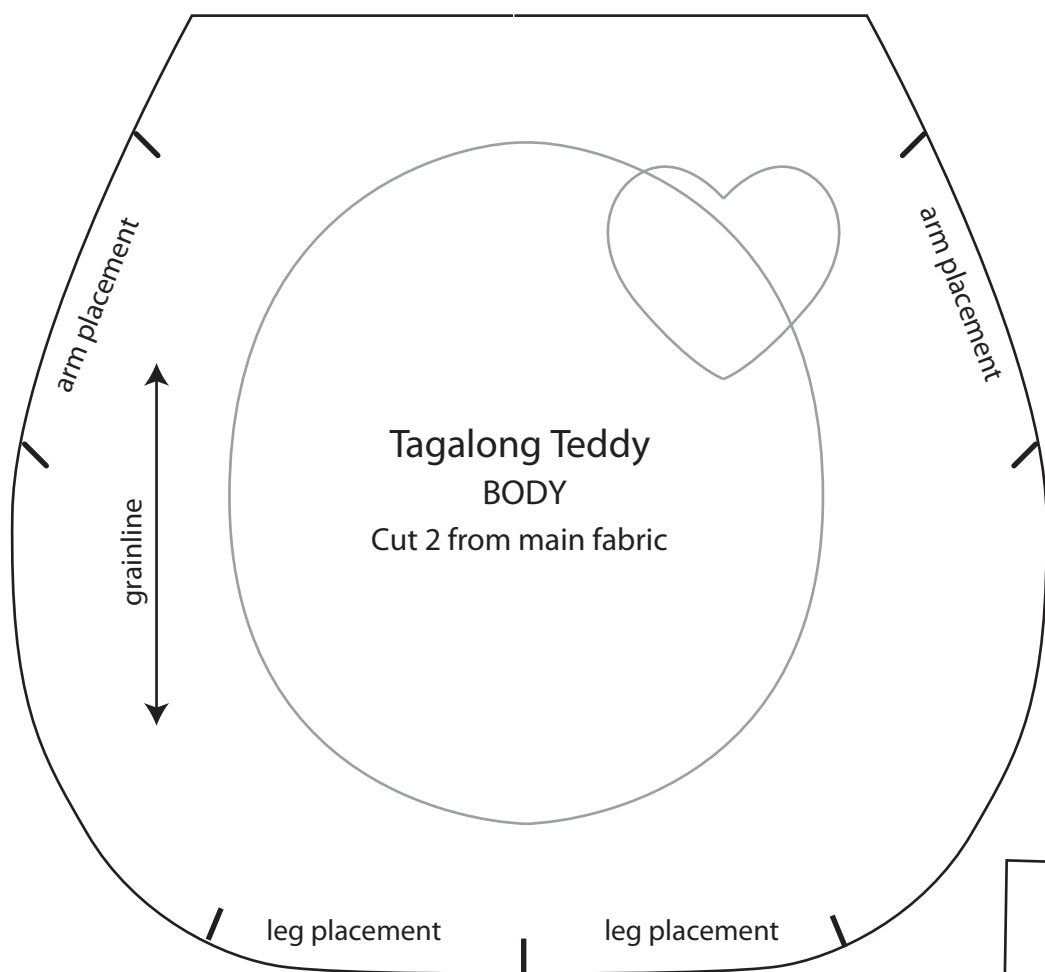 arm placement
arm placement
Tagalong Teddy
BODY
Cut 2 from main fabric
grainline
leg placement
leg placement